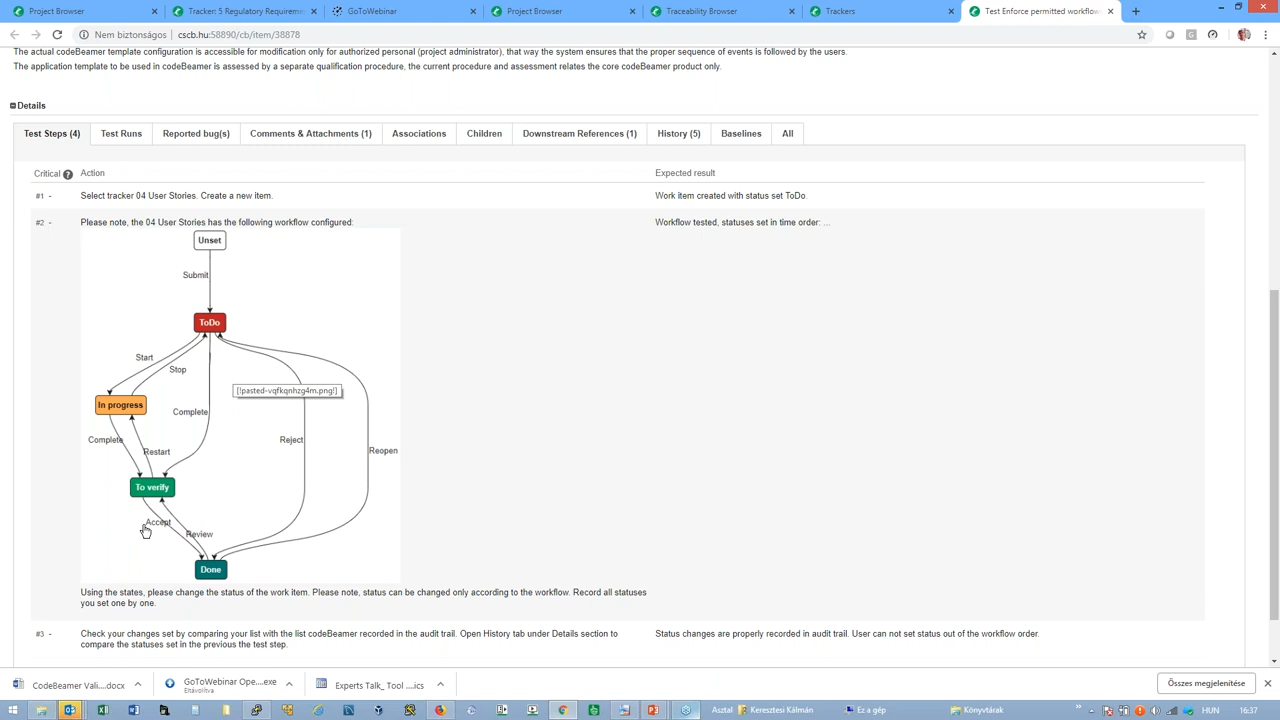 Project Browser
Tracker: 5 Regulatory Requireme
GoToWebinar
Project Browser
Traceability Browser
Trackers
Test Enforce permitted workflow
Nem biztonságos
cscb.hu:58890/cb/item/38878
The actual codeBeamer template configuration is accessible for modification only for authorized personal (project administrator), that way the system ensures that the proper sequence of events is followed by the users.
The application template to be used in codeBeamer is assessed by a separate qualification procedure, the current procedure and assessment relates the core codeBeamer product only.
Details
Test Steps (4)
Test Runs
Reported bug(s)
Comments & Attachments (1)
Associations
Children
Downstream References (1)
History (5)
Baselines
All
Critical
Action
Expected result
#1 -
Select tracker 04 User Stories. Create a new item.
Work item created with status set ToDo.
#2 -
Please note, the 04 User Stories has the following workflow configured:
Workflow tested, statuses set in time order: ...
Unset
Submit
ToDo
Start
Stop
[!pasted-vqfkqnhzg4m.png!]
In progress
Complete
Complete
Restart
Reject
Reopen
To verify
Accept
Review
Done
Using the states, please change the status of the work item. Please note, status can be changed only according to the workflow. Record all statuses
you set one by one.
#3 -
Check your changes set by comparing your list with the list codeBeamer recorded in the audit trail. Open History tab under Details section to
compare the statuses set in the previous the test step.
Status changes are properly recorded in audit trail. User can not set status out of the workflow order.
CodeBeamer Vali....docx
GoToWebinar Ope....exe
Eltávolítva
Experts Talk_ Tool ....ics
Összes megjelenítése
Asztal
Keresztesi Kálmán
Ez a gép
Könyvtárak
HUN
16:37